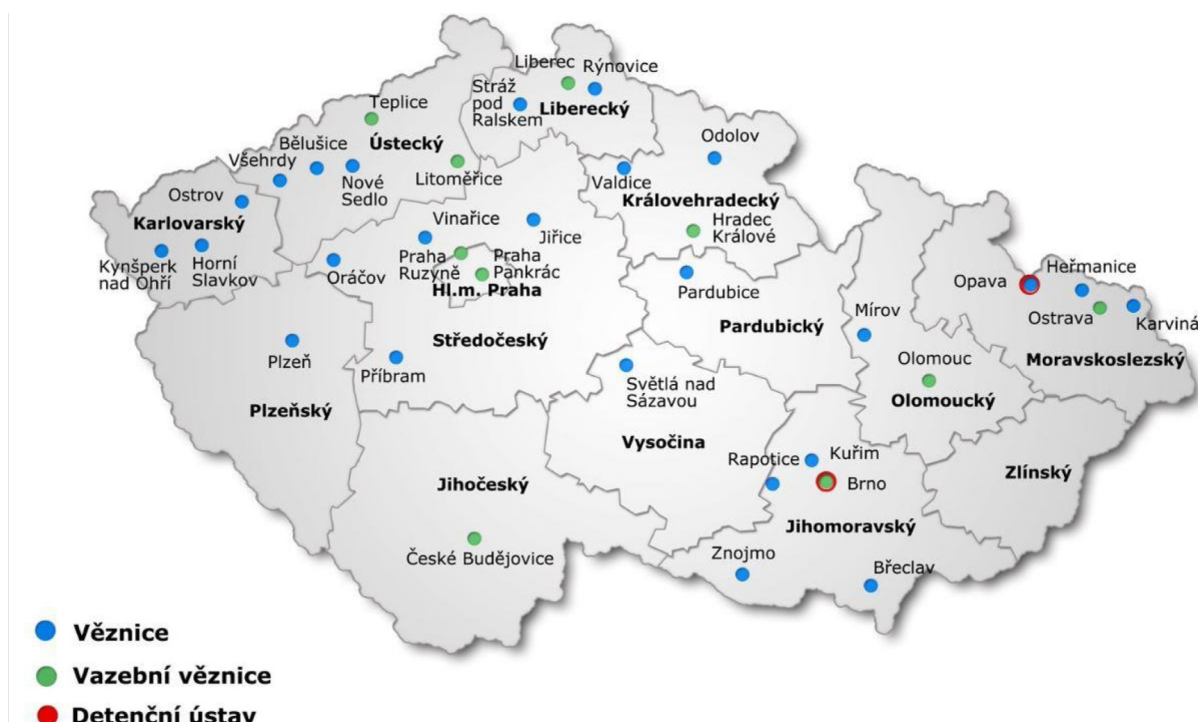 Liberec
Rýnovice
Stráž
pod
Ralskem
Liberecký
Teplice
Ústecký
Odolov
Bělušice
Všehrdy
Nové
Sedlo
Litoměřice
Valdice
Královehradecký
Ostrov
Karlovarský
Hradec
Králové
Vinařice
Jiřice
Kynšperk
nad Ohří
Horní
Slavkov
Oráčov
Praha
Ruzyně
Praha
Pankrác
Hl.m. Praha
Pardubice
Opava
Heřmanice
Mírov
Ostrava
Karviná
Pardubický
Středočeský
Plzeň
Příbram
Olomouc
Moravskoslezský
Světlá nad
Sázavou
Olomoucký
Plzeňský
Vysočina
Rapotice
Kuřim
Zlínský
Jihočeský
Brno
Jihomoravský
České Budějovice
Znojmo
Břeclav
Věznice
Vazební věznice
Detenční ústav